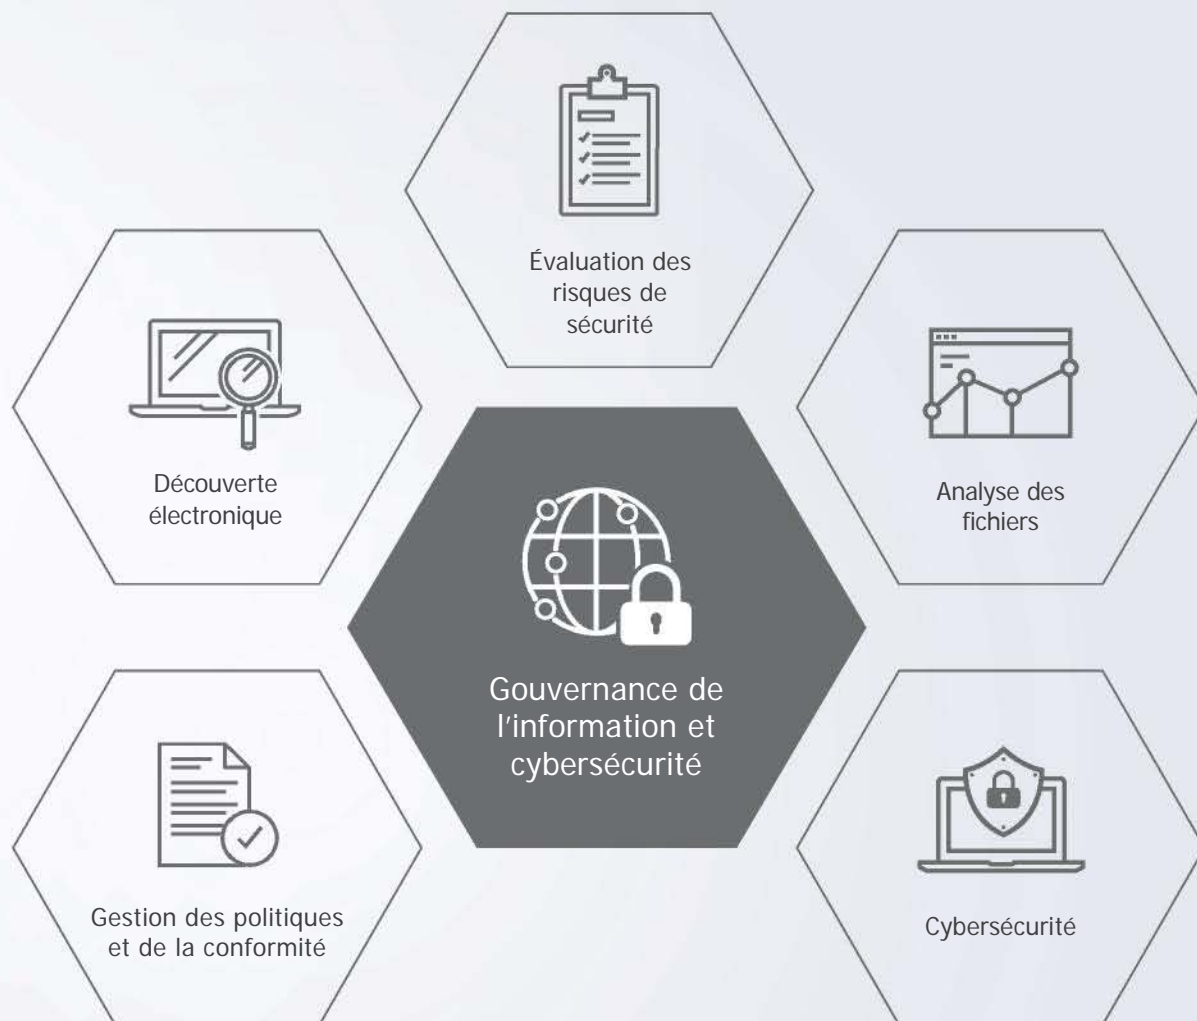 Évaluation des
risques de
sécurité
Découverte
électronique
Analyse des
fichiers
Gouvernance de
l'information et
cybersécurité
Gestion des politiques
et de la conformité
Cybersécurité